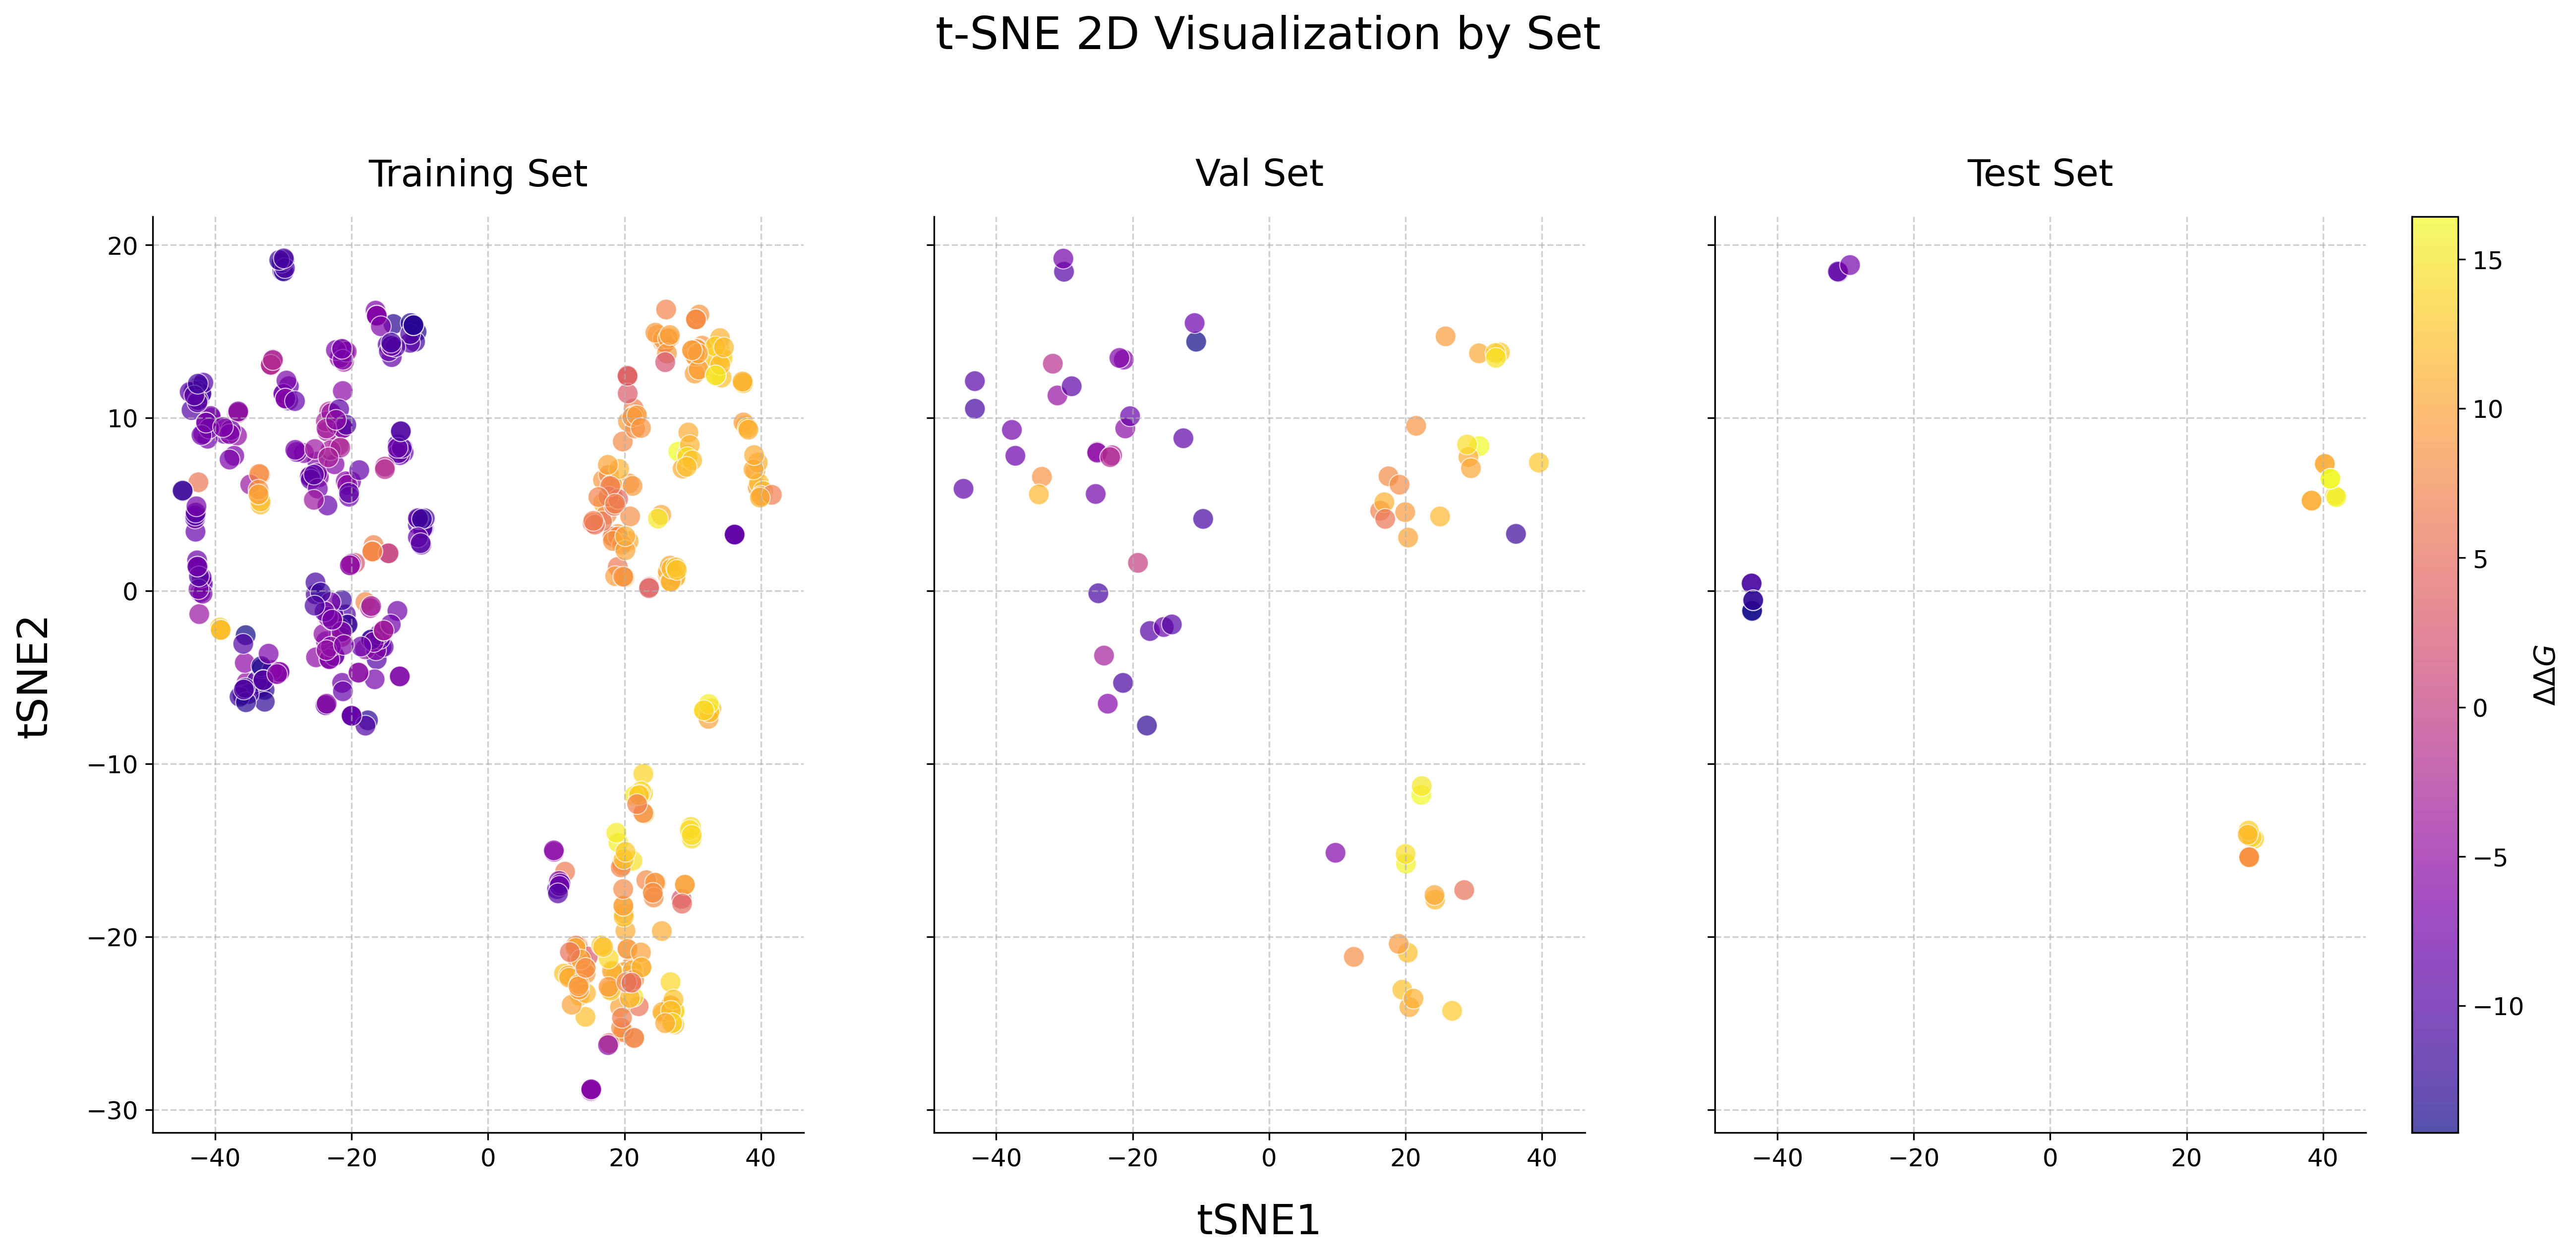 t-SNE 2D Visualization by Set
Training Set
Val Set
Test Set
tSNE2
20
10
0
−10
−20
−30
−40 −20 0 20 40
−40 −20 0 20 40
−40 −20 0 20 40
tSNE1
15
10
5
0
−5
−10
ΔΔG